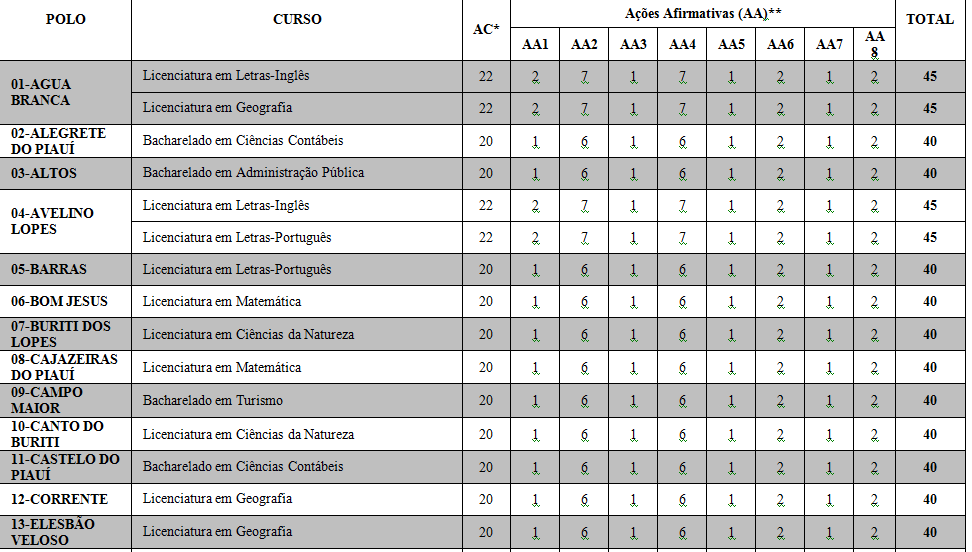 POLO CURSO AC* Ações Afirmativas (AA)** TOTAL
AA1 AA2 AA3 AA4 AA5 AA6 AA7 AA 8
01-AGUA BRANCA Licenciatura em Letras-Inglês 22 2 7 1 7 1 2 1 2 45
Licenciatura em Geografia 22 2 7 1 7 1 2 1 2 45
02-ALEGRETE DO PIAUÍ Bacharelado em Ciências Contábeis 20 1 6 1 6 1 2 1 2 40
03-ALTOS Bacharelado em Administração Pública 20 1 6 1 6 1 2 1 2 40
04-AVELINO LOPES Licenciatura em Letras-Inglês 22 2 7 1 7 1 2 1 2 45
Licenciatura em Letras-Português 22 2 7 1 7 1 2 1 2 45
05-BARRAS Licenciatura em Letras-Português 20 1 6 1 6 1 2 1 2 40
06-BOM JESUS Licenciatura em Matemática 20 1 6 1 6 1 2 1 2 40
07-BURITI DOS LOPES Licenciatura em Ciências da Natureza 20 1 6 1 6 1 2 1 2 40
08-CAJAZEIRAS DO PIAUÍ Licenciatura em Matemática 20 1 6 1 6 1 2 1 2 40
09-CAMPO MAIOR Bacharelado em Turismo 20 1 6 1 6 1 2 1 2 40
10-CANTO DO BURITI Licenciatura em Ciências da Natureza 20 1 6 1 6 1 2 1 2 40
11-CASTELO DO PIAUÍ Bacharelado em Ciências Contábeis 20 1 6 1 6 1 2 1 2 40
12-CORRENTE Licenciatura em Geografia 20 1 6 1 6 1 2 1 2 40
13-ELESBÃO VELOSO Licenciatura em Geografia 20 1 6 1 6 1 2 1 2 40